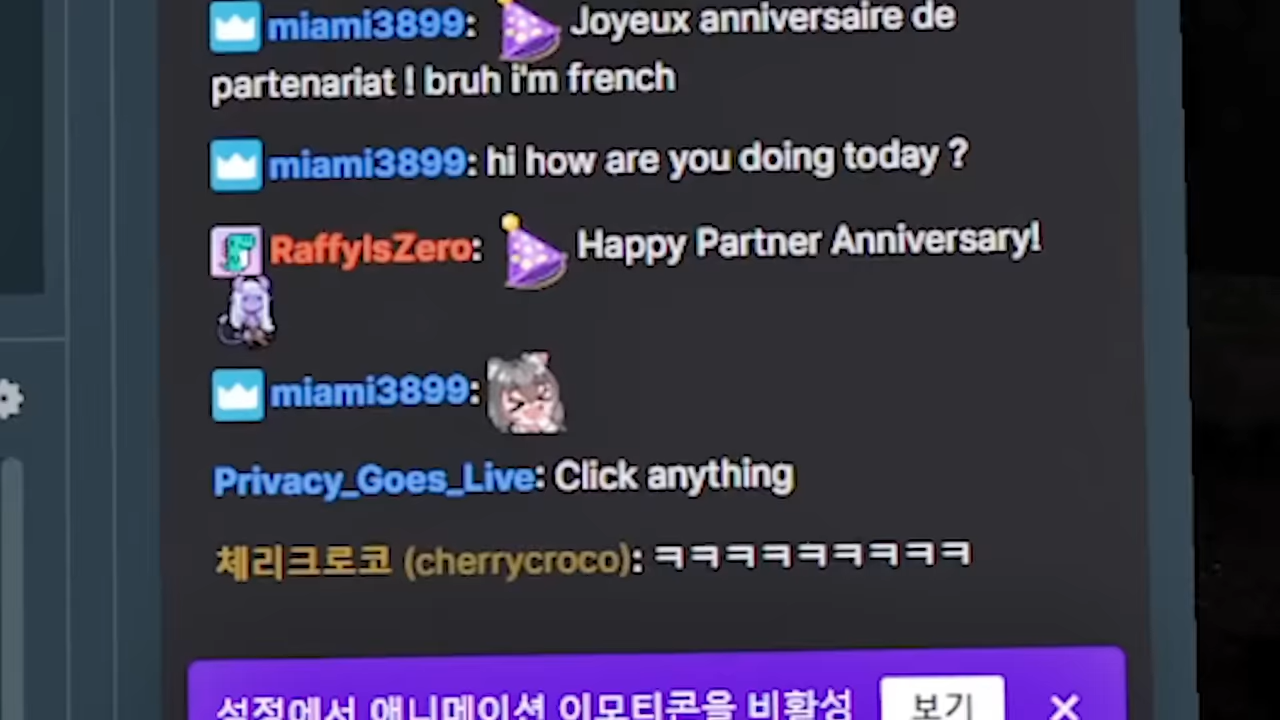 miami3899: Joyeux anniversaire de
partenariat ! bruh i'm french
miami3899: hi how are you doing today ?
RaffyIsZero: Happy Partner Anniversary!
miami3899:
Privacy_Goes_Live: Click anything
체리크로코 (cherrycroco): ㅋㅋㅋㅋㅋㅋㅋㅋㅋ
설정에서 애니메이션 이모티콘을 비활성
보기